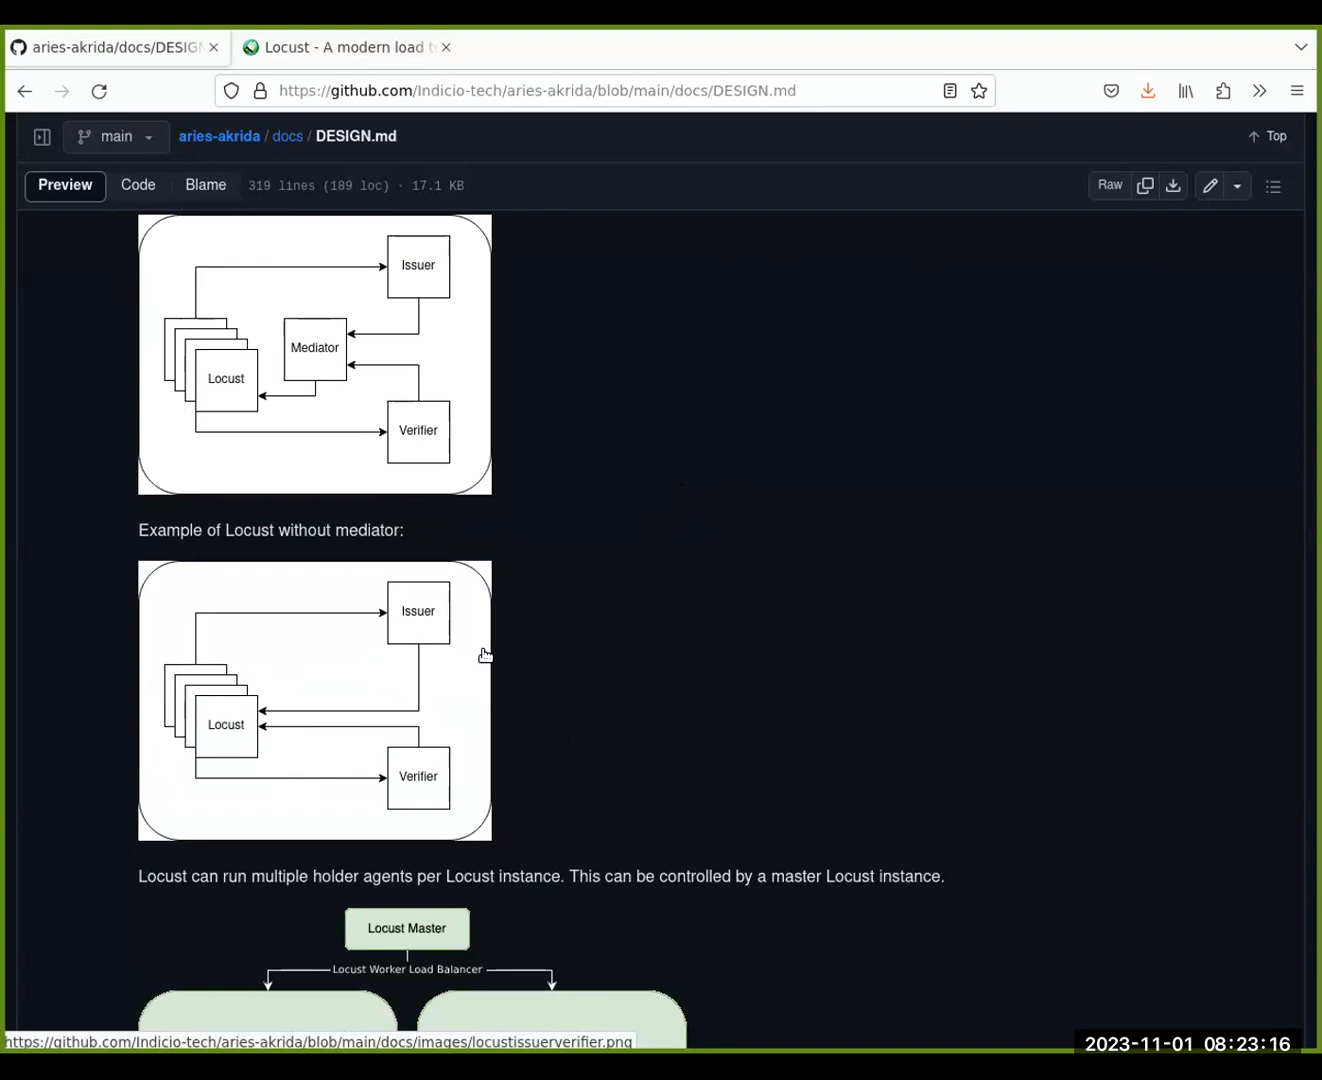 aries-akrida/docs/DESIGN
Locust - A modern load t
https://github.com/Indicio-tech/aries-akrida/blob/main/docs/DESIGN.md
main
aries-akrida / docs / DESIGN.md
Top
Preview
Code
Blame
319 lines (189 loc) · 17.1 KB
Raw
Issuer
Mediator
Locust
Verifier
Example of Locust without mediator:
Issuer
Locust
Verifier
Locust can run multiple holder agents per Locust instance. This can be controlled by a master Locust instance.
Locust Master
Locust Worker Load Balancer
https://github.com/Indicio-tech/aries-akrida/blob/main/docs/images/locustissuerverifier.png
2023-11-01 08:23:16